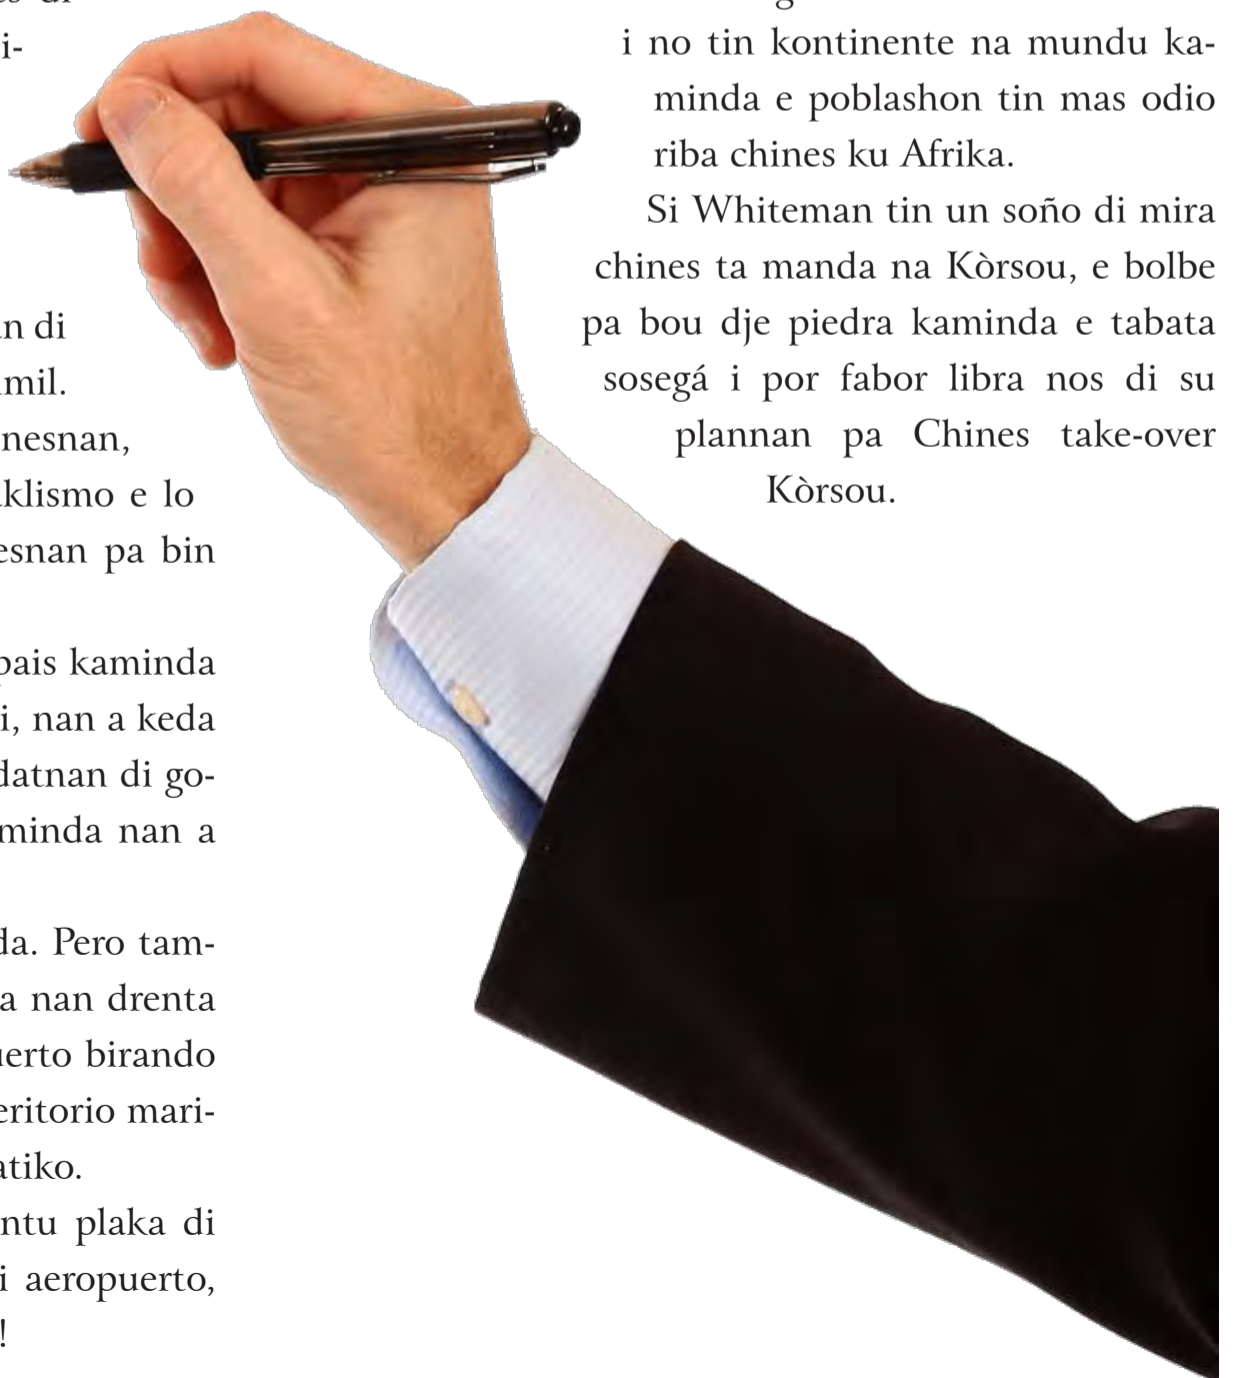 i-
n di
mil.
nesnan,
klismo e lo
esnan pa bin
pais kaminda
i, nan a keda
datnan di go-
minda nan a
da. Pero tam-
a nan drenta
uerto birando
eritorio mari-
atiko.
ntu plaka di
i aeropuerto,
!
i no tin kontinente na mundu ka-
minda e poblashon tin mas odio
riba chines ku Afrika.
Si Whiteman tin un soño di mira
chines ta manda na Kòrsou, e bolbe
pa bou dje piedra kaminda e tabata
sosegá i por fabor libra nos di su
plannan pa Chines take-over
Kòrsou.